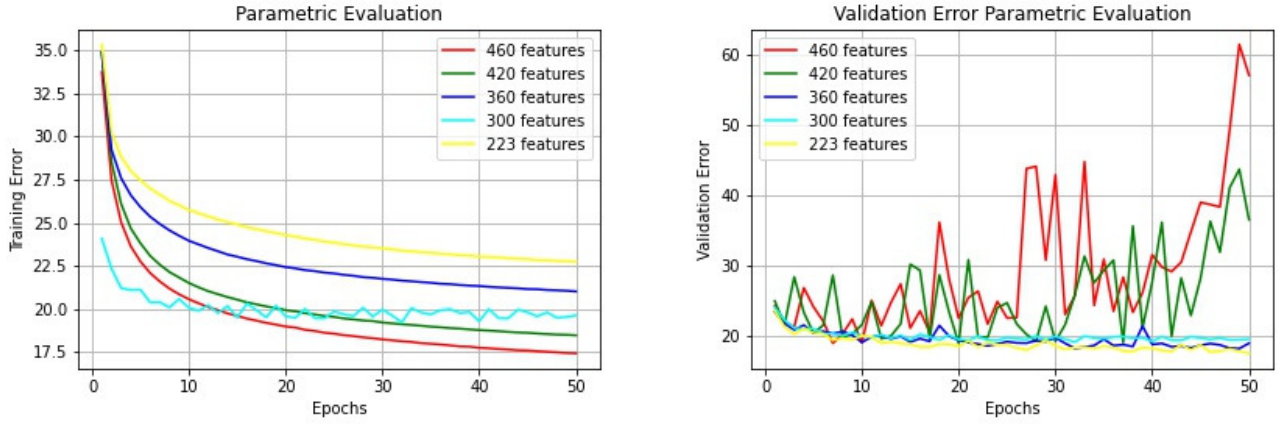 Parametric Evaluation
Training Error
35.0
32.5
30.0
27.5
25.0
22.5
20.0
17.5
460 features
420 features
360 features
300 features
223 features
0 10 20 30 40 50
Epochs
Validation Error Parametric Evaluation
Validation Error
60
50
40
30
20
460 features
420 features
360 features
300 features
223 features
0 10 20 30 40 50
Epochs